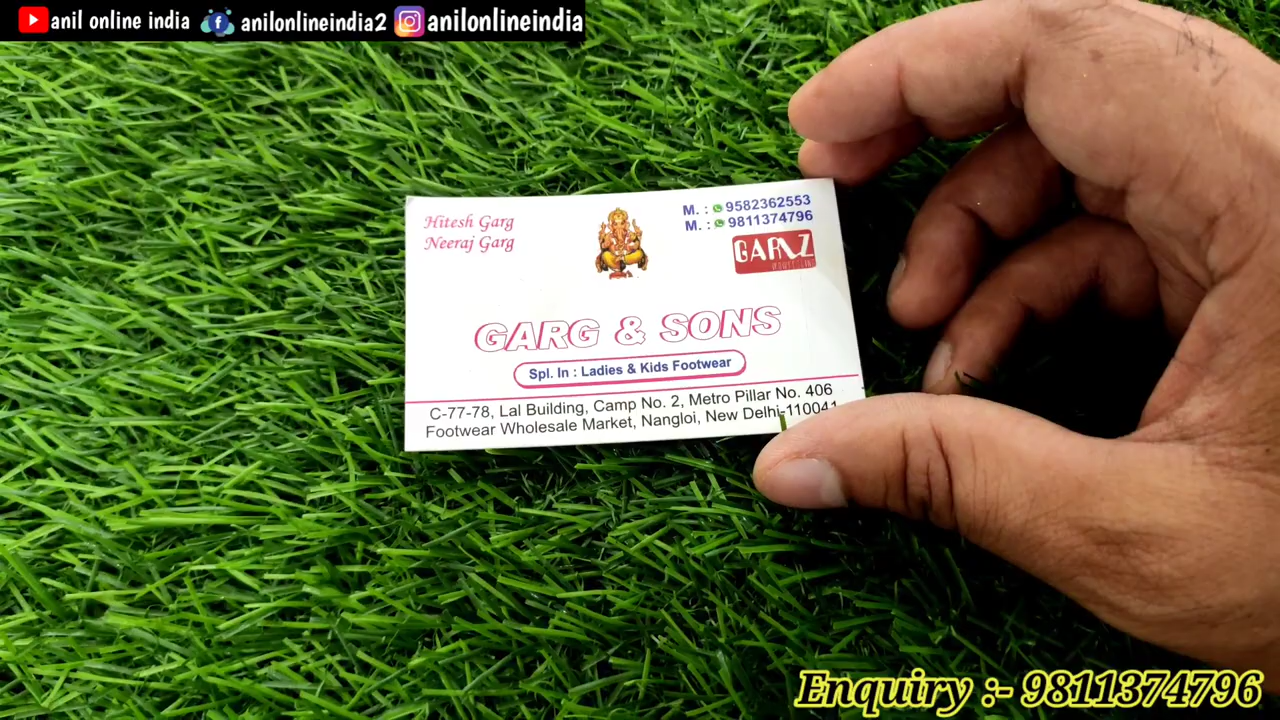 anil online india anilonlineindia2 anilonlineindia
Hitesh Garg
Neeraj Garg
M. : 9582362553
M. : 9811374796
GARZ
GARG & SONS
Spl. In : Ladies & Kids Footwear
C-77-78, Lal Building, Camp No. 2, Metro Pillar No. 406
Footwear Wholesale Market, Nangloi, New Delhi-110041
Enquiry :- 9811374796